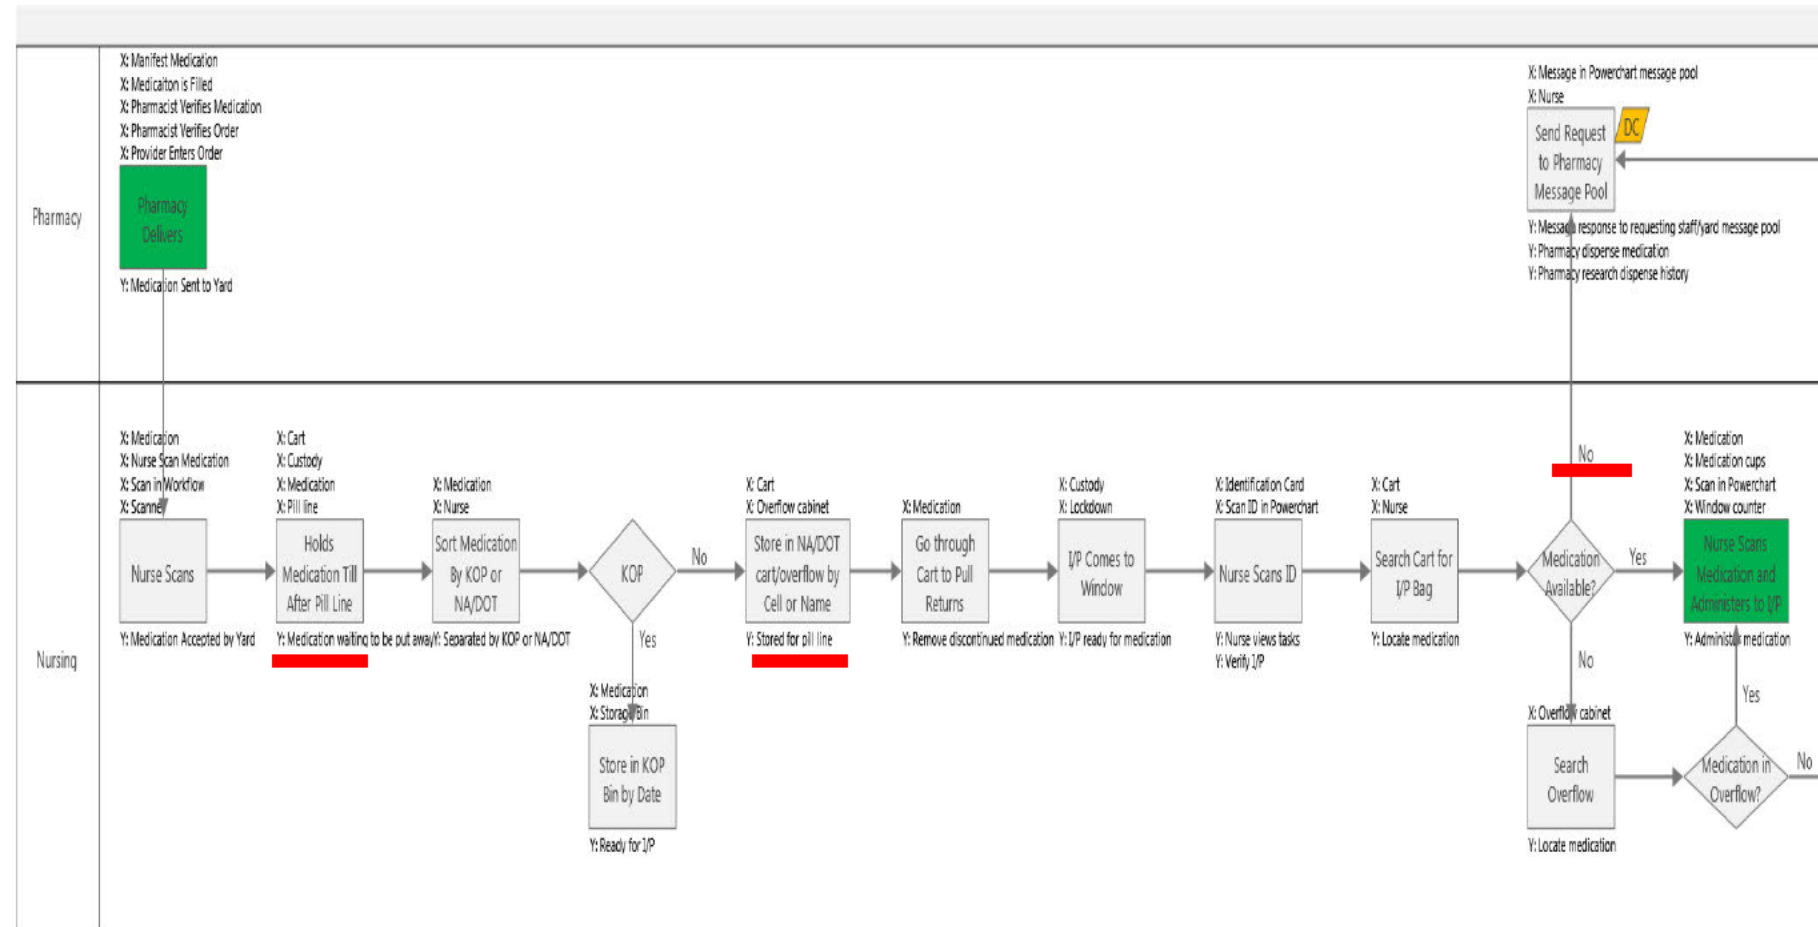 Pharmacy
X: Manifest Medication
X: Medicaiton is Filled
X: Pharmacist Verifies Medication
X: Pharmacist Verifies Order
X: Provider Enters Order
Pharmacy
Delivers
Y: Medication Sent to Yard
X: Message in Powerchart message pool
X: Nurse
Send Request
to Pharmacy
Message Pool
DC
Y: Message response to requesting staff/yard message pool
Y: Pharmacy dispense medication
Y: Pharmacy research dispense history
Nursing
X: Medication
X: Nurse Scan Medication
X: Scan in Workflow
X: Scanner
Nurse Scans
Y: Medication Accepted by Yard
X: Cart
X: Custody
X: Medication
X: Pill line
Holds
Medication Till
After Pill Line
Y: Medication waiting to be put away
X: Medication
X: Nurse
Sort Medication
By KOP or
NA/DOT
Y: Separated by KOP or NA/DOT
KOP
No
Yes
X: Medication
X: Storage Bin
Store in KOP
Bin by Date
Y: Ready for I/P
X: Cart
X: Overflow cabinet
Store in NA/DOT
cart/overflow by
Cell or Name
Y: Stored for pill line
X: Medication
Go through
Cart to Pull
Returns
Y: Remove discontinued medication
X: Custody
X: Lockdown
I/P Comes to
Window
Y: I/P ready for medication
X: Identification Card
X: Scan ID in Powerchart
Nurse Scans ID
Y: Nurse views tasks
Y: Verify I/P
X: Cart
X: Nurse
Search Cart for
I/P Bag
Y: Locate medication
No
Medication
Available?
Yes
No
X: Overflow cabinet
Search
Overflow
Y: Locate medication
X: Medication
X: Medication cups
X: Scan in Powerchart
X: Window counter
Nurse Scans
Medication and
Administers to I/P
Y: Administer medication
Yes
Medication in
Overflow?
No